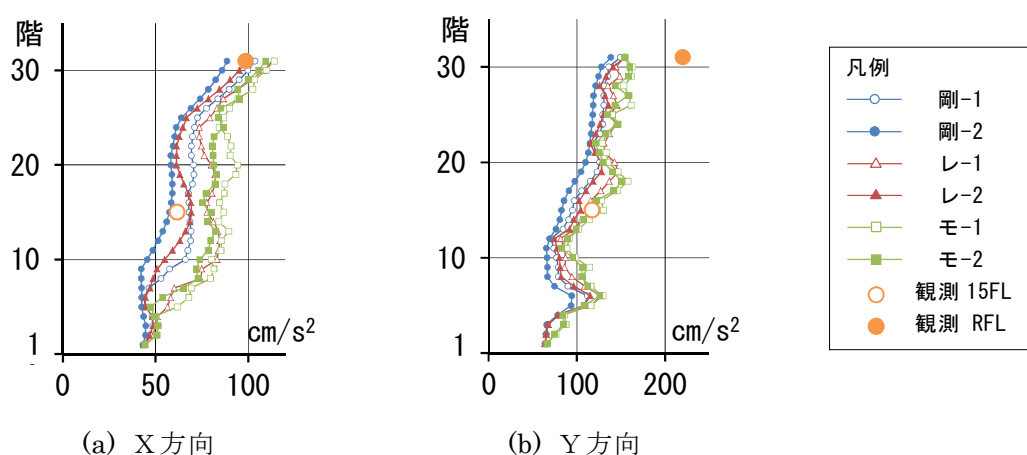 階
30
20
10
1
0
50
100
cm/s²
(a) X方向
階
30
20
10
1
0
100
200
cm/s²
(b) Y方向
凡例
剛-1
剛-2
レ-1
レ-2
モ-1
モ-2
観測 15FL
観測 RFL